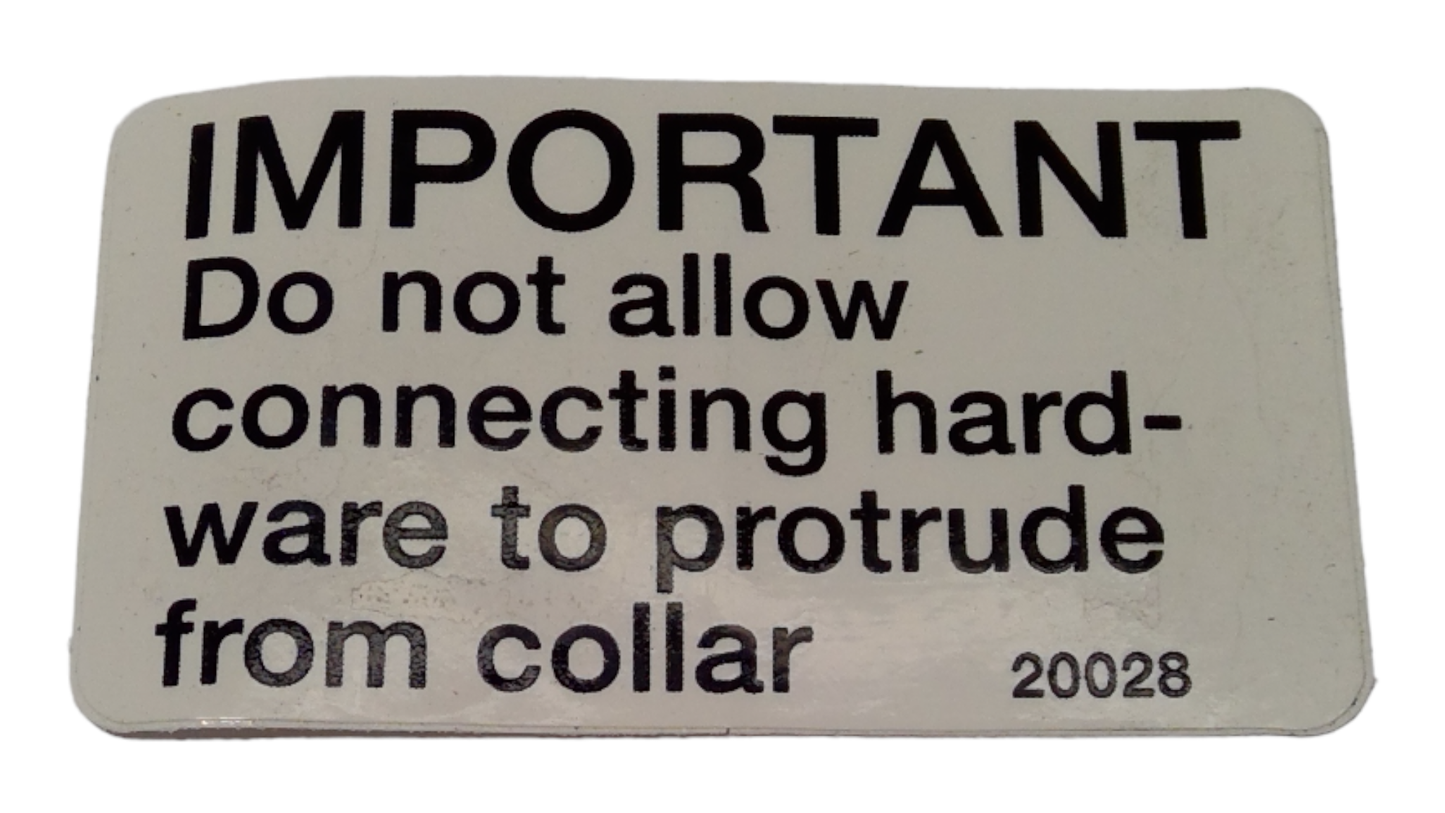 IMPORTANT
Do not allow
connecting hard-
ware to protrude
from collar 20028